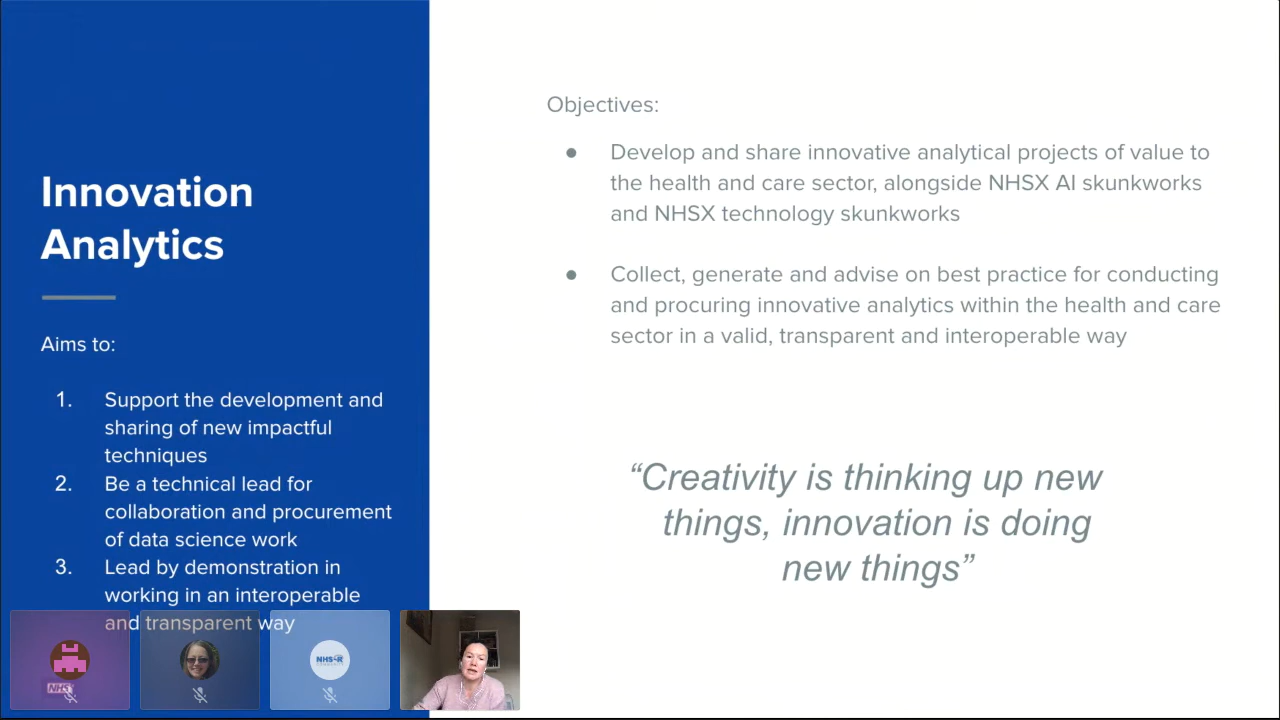 Innovation
Analytics
Aims to:
1. Support the development and
sharing of new impactful
techniques
2. Be a technical lead for
collaboration and procurement
of data science work
3. Lead by demonstration in
working in an interoperable
and transparent way
Objectives:
● Develop and share innovative analytical projects of value to
the health and care sector, alongside NHSX AI skunkworks
and NHSX technology skunkworks
● Collect, generate and advise on best practice for conducting
and procuring innovative analytics within the health and care
sector in a valid, transparent and interoperable way
“Creativity is thinking up new
things, innovation is doing
new things”
NHS
NHS-R
COMMUNITY